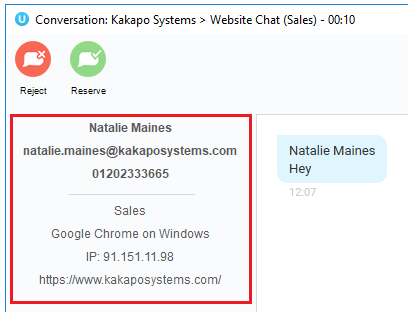 U Conversation: Kakapo Systems > Website Chat (Sales) - 00:10
Reject Reserve
Natalie Maines
natalie.maines@kakaposystems.com
01202333665
Sales
Google Chrome on Windows
IP: 91.151.11.98
https://www.kakaposystems.com/
Natalie Maines
Hey
12:07